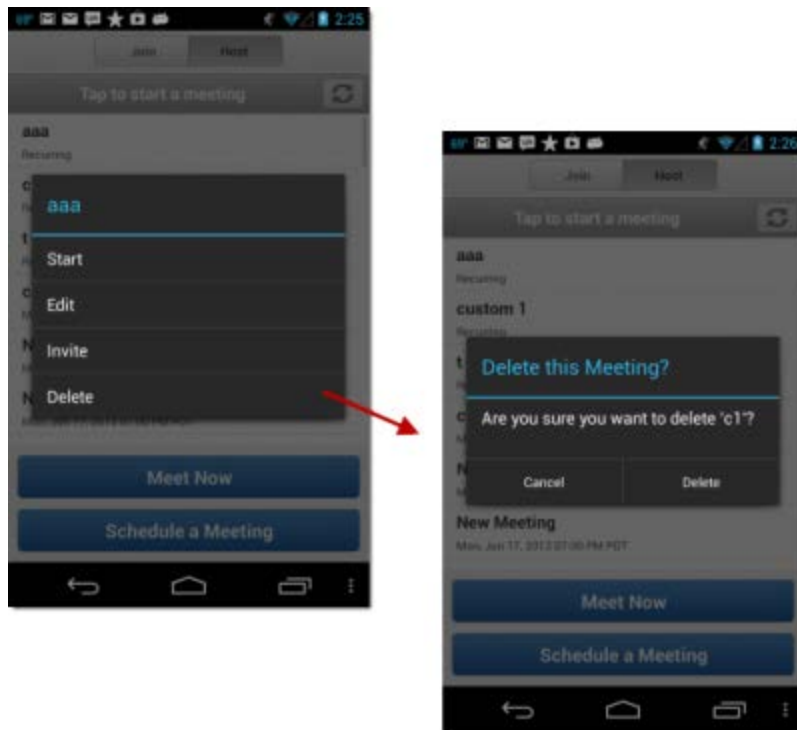 2:25
Join Host
Tap to start a meeting
aaa
Recurring
aaa
Start
Edit
Invite
Delete
Meet Now
Schedule a Meeting
2:26
Join Host
Tap to start a meeting
aaa
Recurring
custom 1
Recurring
Delete this Meeting?
Are you sure you want to delete 'c1'?
Cancel Delete
New Meeting
Mon, Jun 17, 2013 07:00 PM PDT
Meet Now
Schedule a Meeting